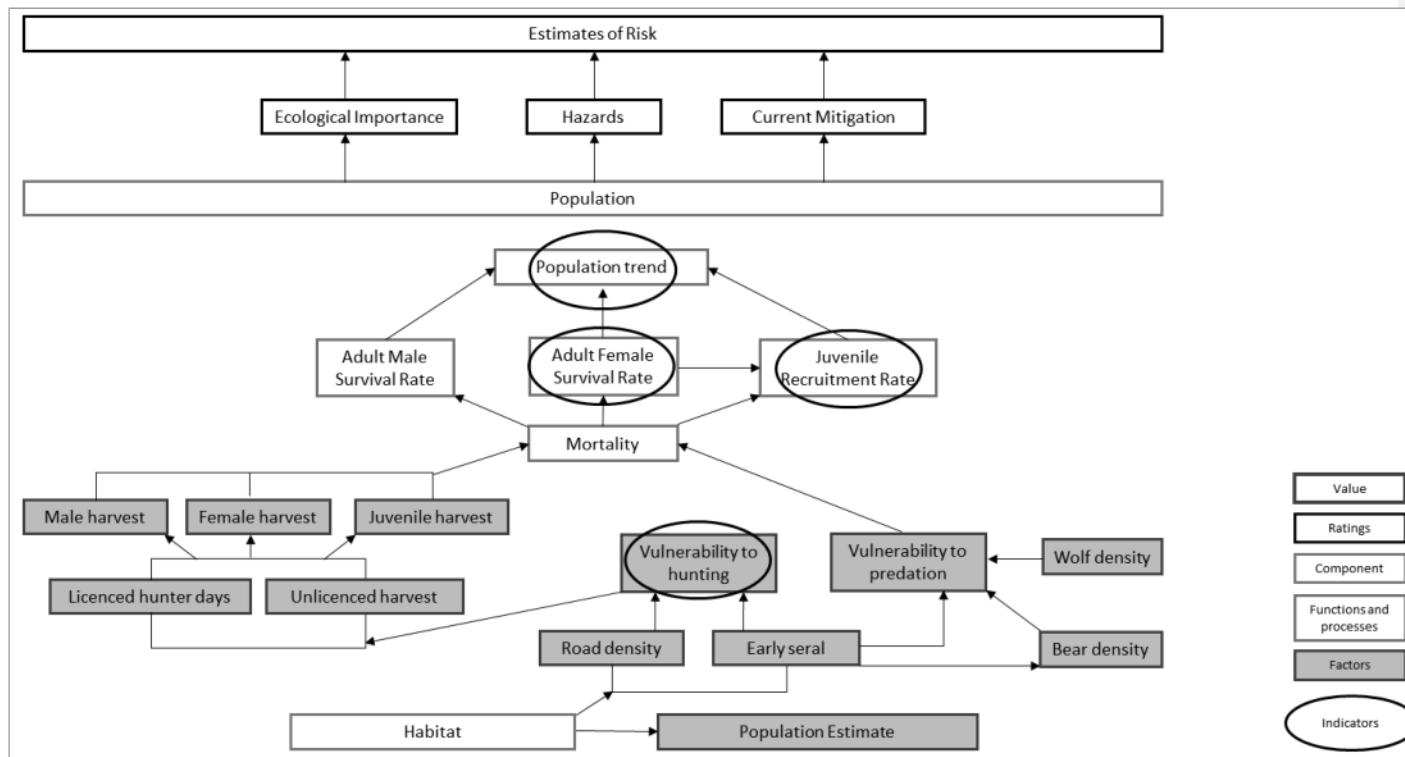 Estimates of Risk
Ecological Importance
Hazards
Current Mitigation
Population
Population trend
Adult Male
Survival Rate
Adult Female
Survival Rate
Juvenile
Recruitment Rate
Mortality
Male harvest
Female harvest
Juvenile harvest
Vulnerability to
hunting
Vulnerability to
predation
Wolf density
Licenced hunter days
Unlicenced harvest
Road density
Early seral
Bear density
Habitat
Population Estimate
Value
Ratings
Component
Functions and
processes
Factors
Indicators